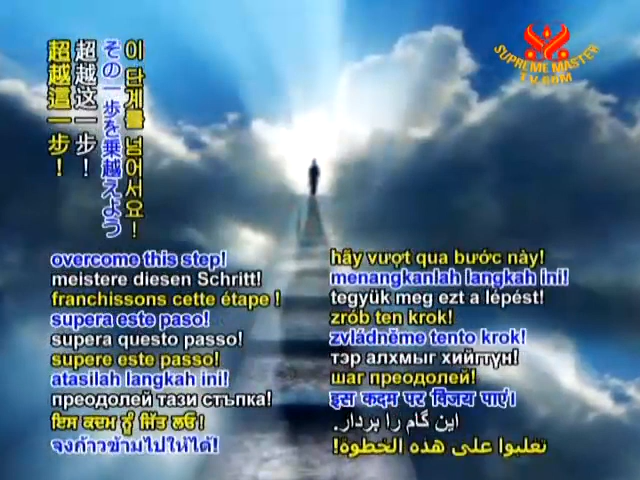 超越這一步！
超越这一步！
その一歩を乗越えよう
이 단계를 넘어서요!
SUPREME MASTER
TV.COM
overcome this step!
meistere diesen Schritt!
franchissons cette étape !
supera este paso!
supera questo passo!
supere este passo!
atasilah langkah ini!
преодолей тази стъпка!
ਇਸ ਕਦਮ ਨੂੰ ਜਿੱਤ ਲਓ !
จงก้าวข้ามไปให้ได้!
hãy vượt qua bước này!
menangkanlah langkah ini!
tegyük meg ezt a lépést!
zrób ten krok!
zvládněme tento krok!
тэр алхмыг хийгтүн!
шаг преодолей!
इस कदम पर विजय पाएं।
این گام را بردار.
تغلبوا على هذه الخطوة!